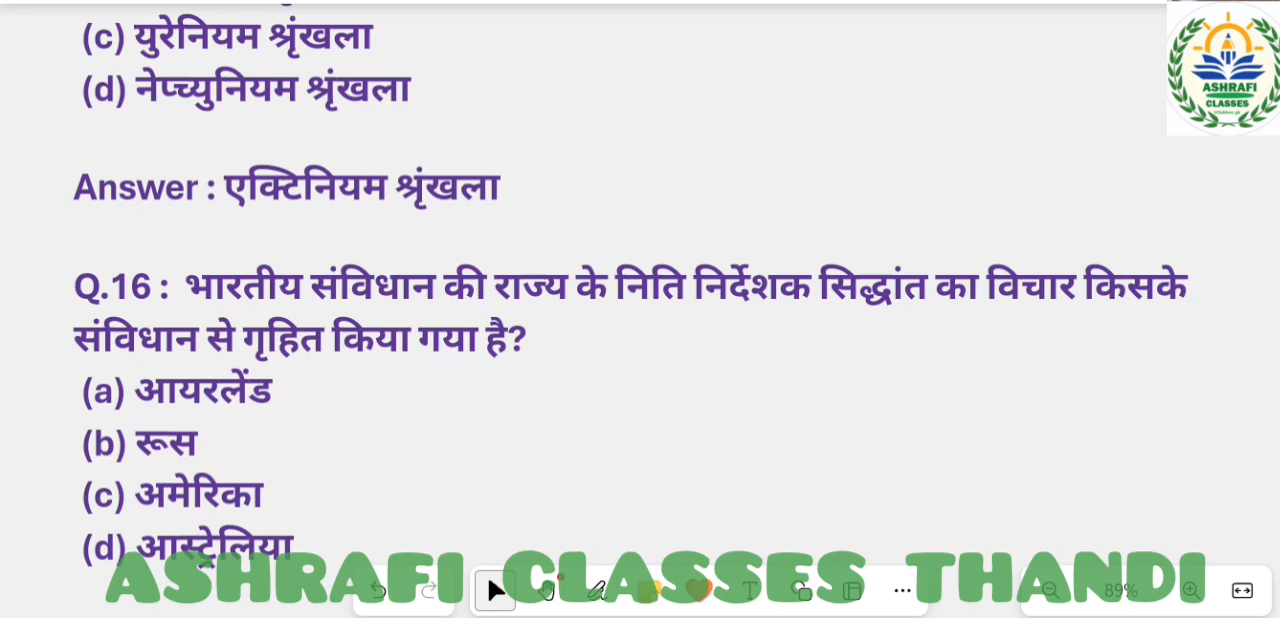 (c) युरेनियम श्रृंखला
(d) नेप्च्युनियम श्रृंखला
ASHRAFI
CLASSES
Answer : एक्टिनियम श्रृंखला
Q.16 : भारतीय संविधान की राज्य के निति निर्देशक सिद्धांत का विचार किसके
संविधान से गृहित किया गया है?
(a) आयरलेंड
(b) रूस
(c) अमेरिका
(d) आस्ट्रेलिया
ASHRAFI CLASSES THANDI
89%